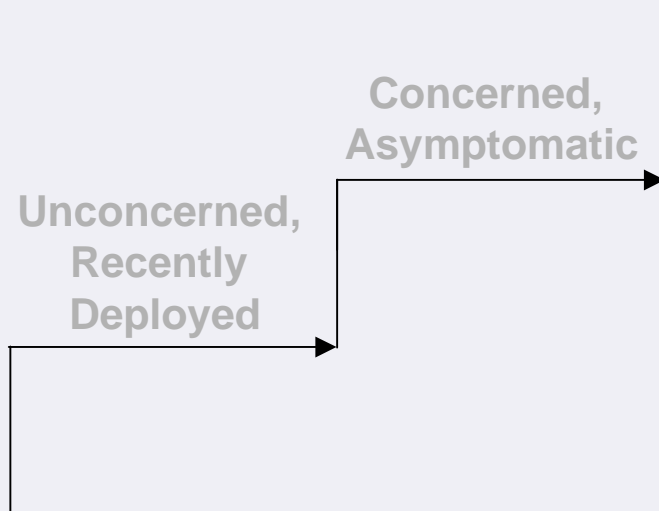 Concerned,
Asymptomatic
Unconcerned,
Recently
Deployed